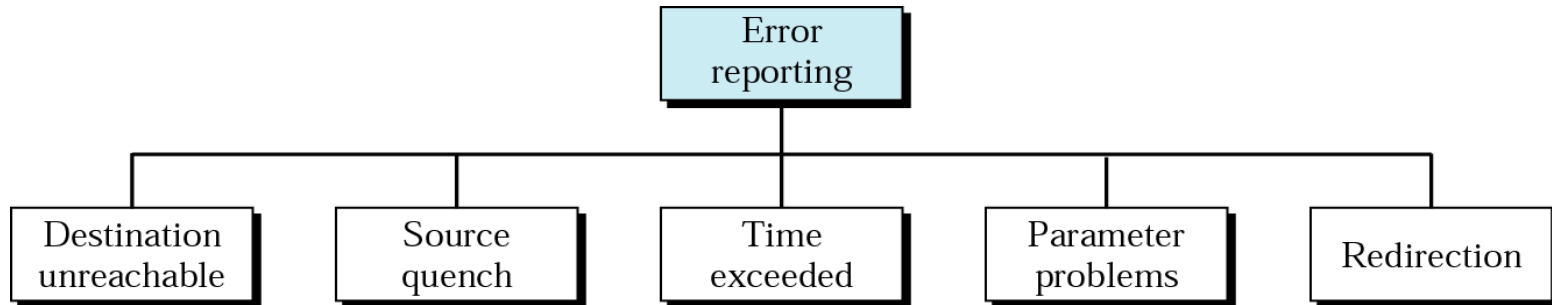 Error
reporting
Destination
unreachable
Source
quench
Time
exceeded
Parameter
problems
Redirection